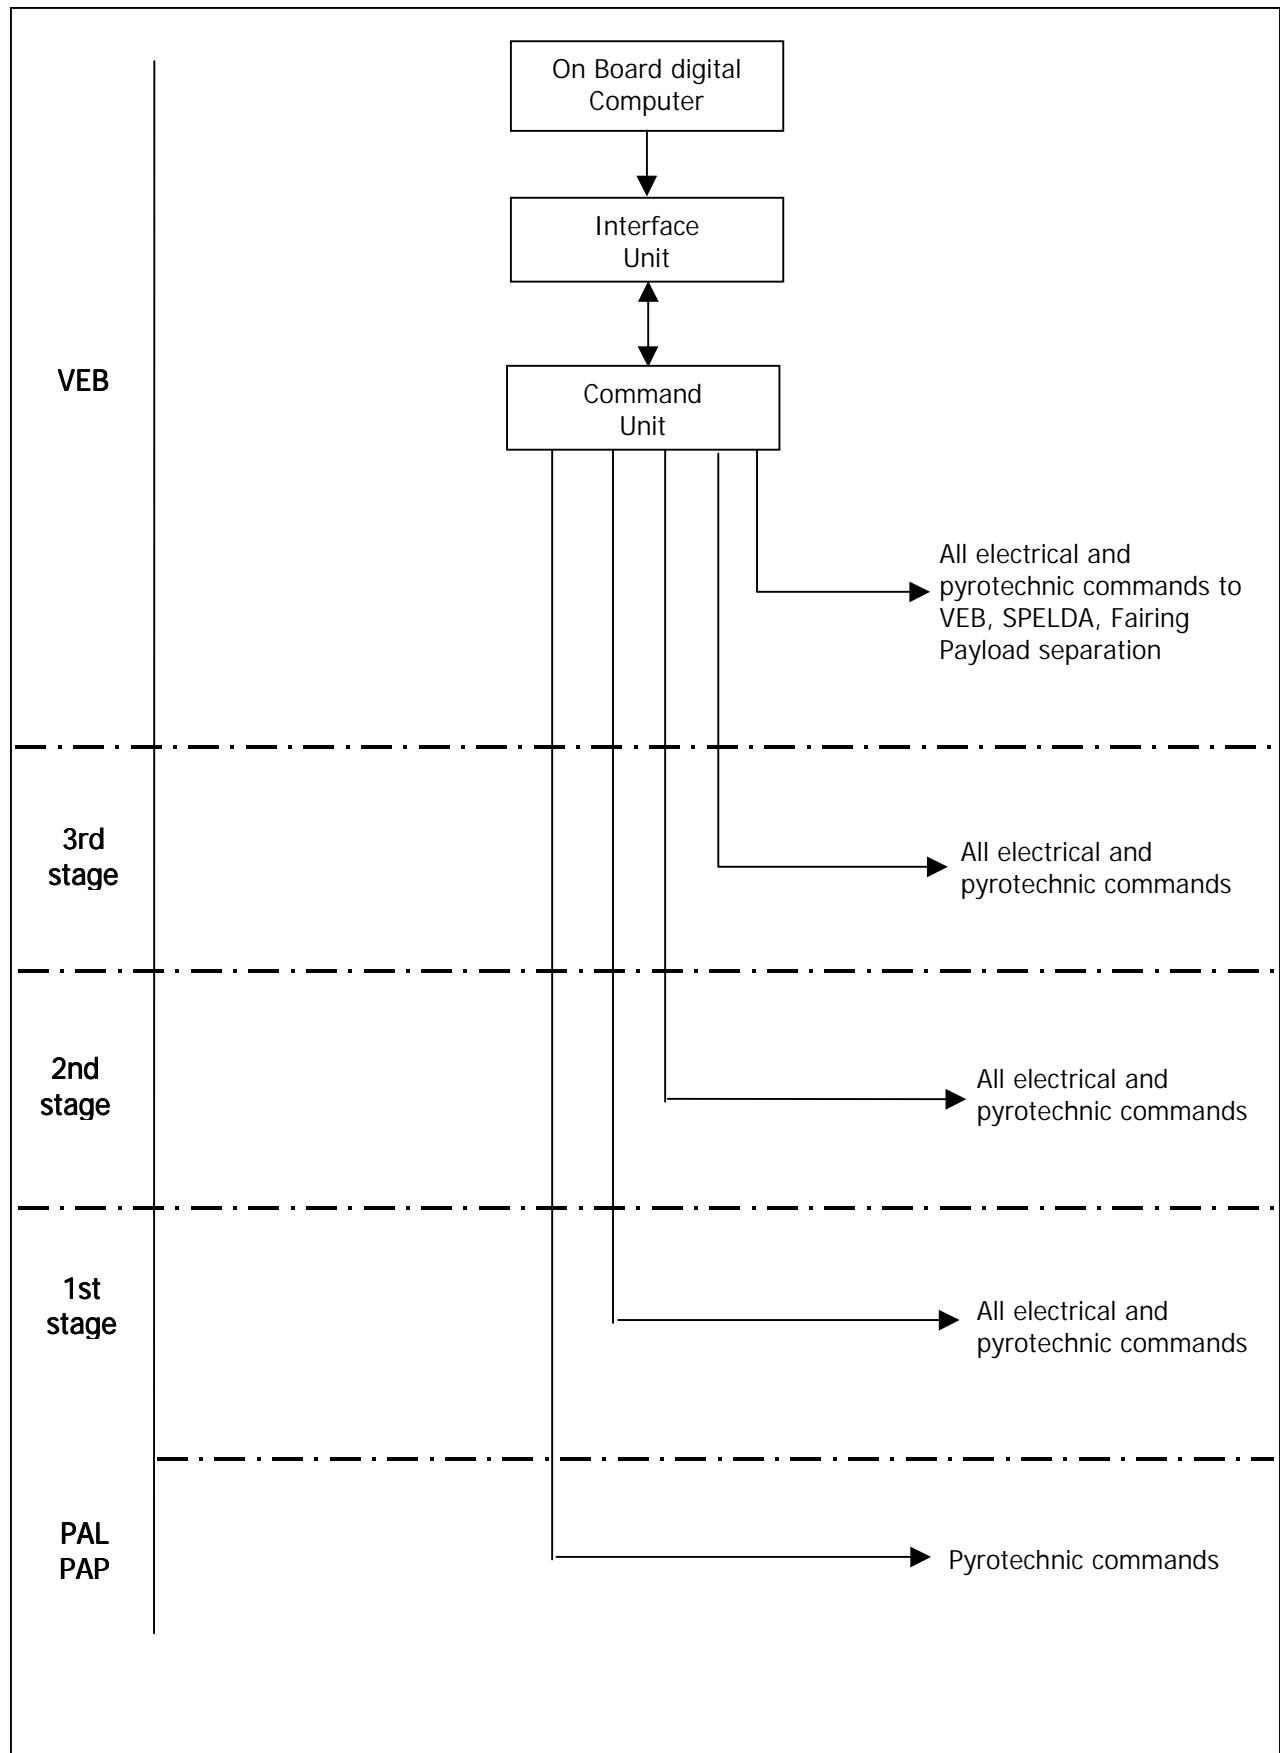 On Board digital
Computer
Interface
Unit
VEB
Command
Unit
All electrical and
pyrotechnic commands to
VEB, SPELDA, Fairing
Payload separation
3rd
stage
All electrical and
pyrotechnic commands
2nd
stage
All electrical and
pyrotechnic commands
1st
stage
All electrical and
pyrotechnic commands
PAL
PAP
Pyrotechnic commands